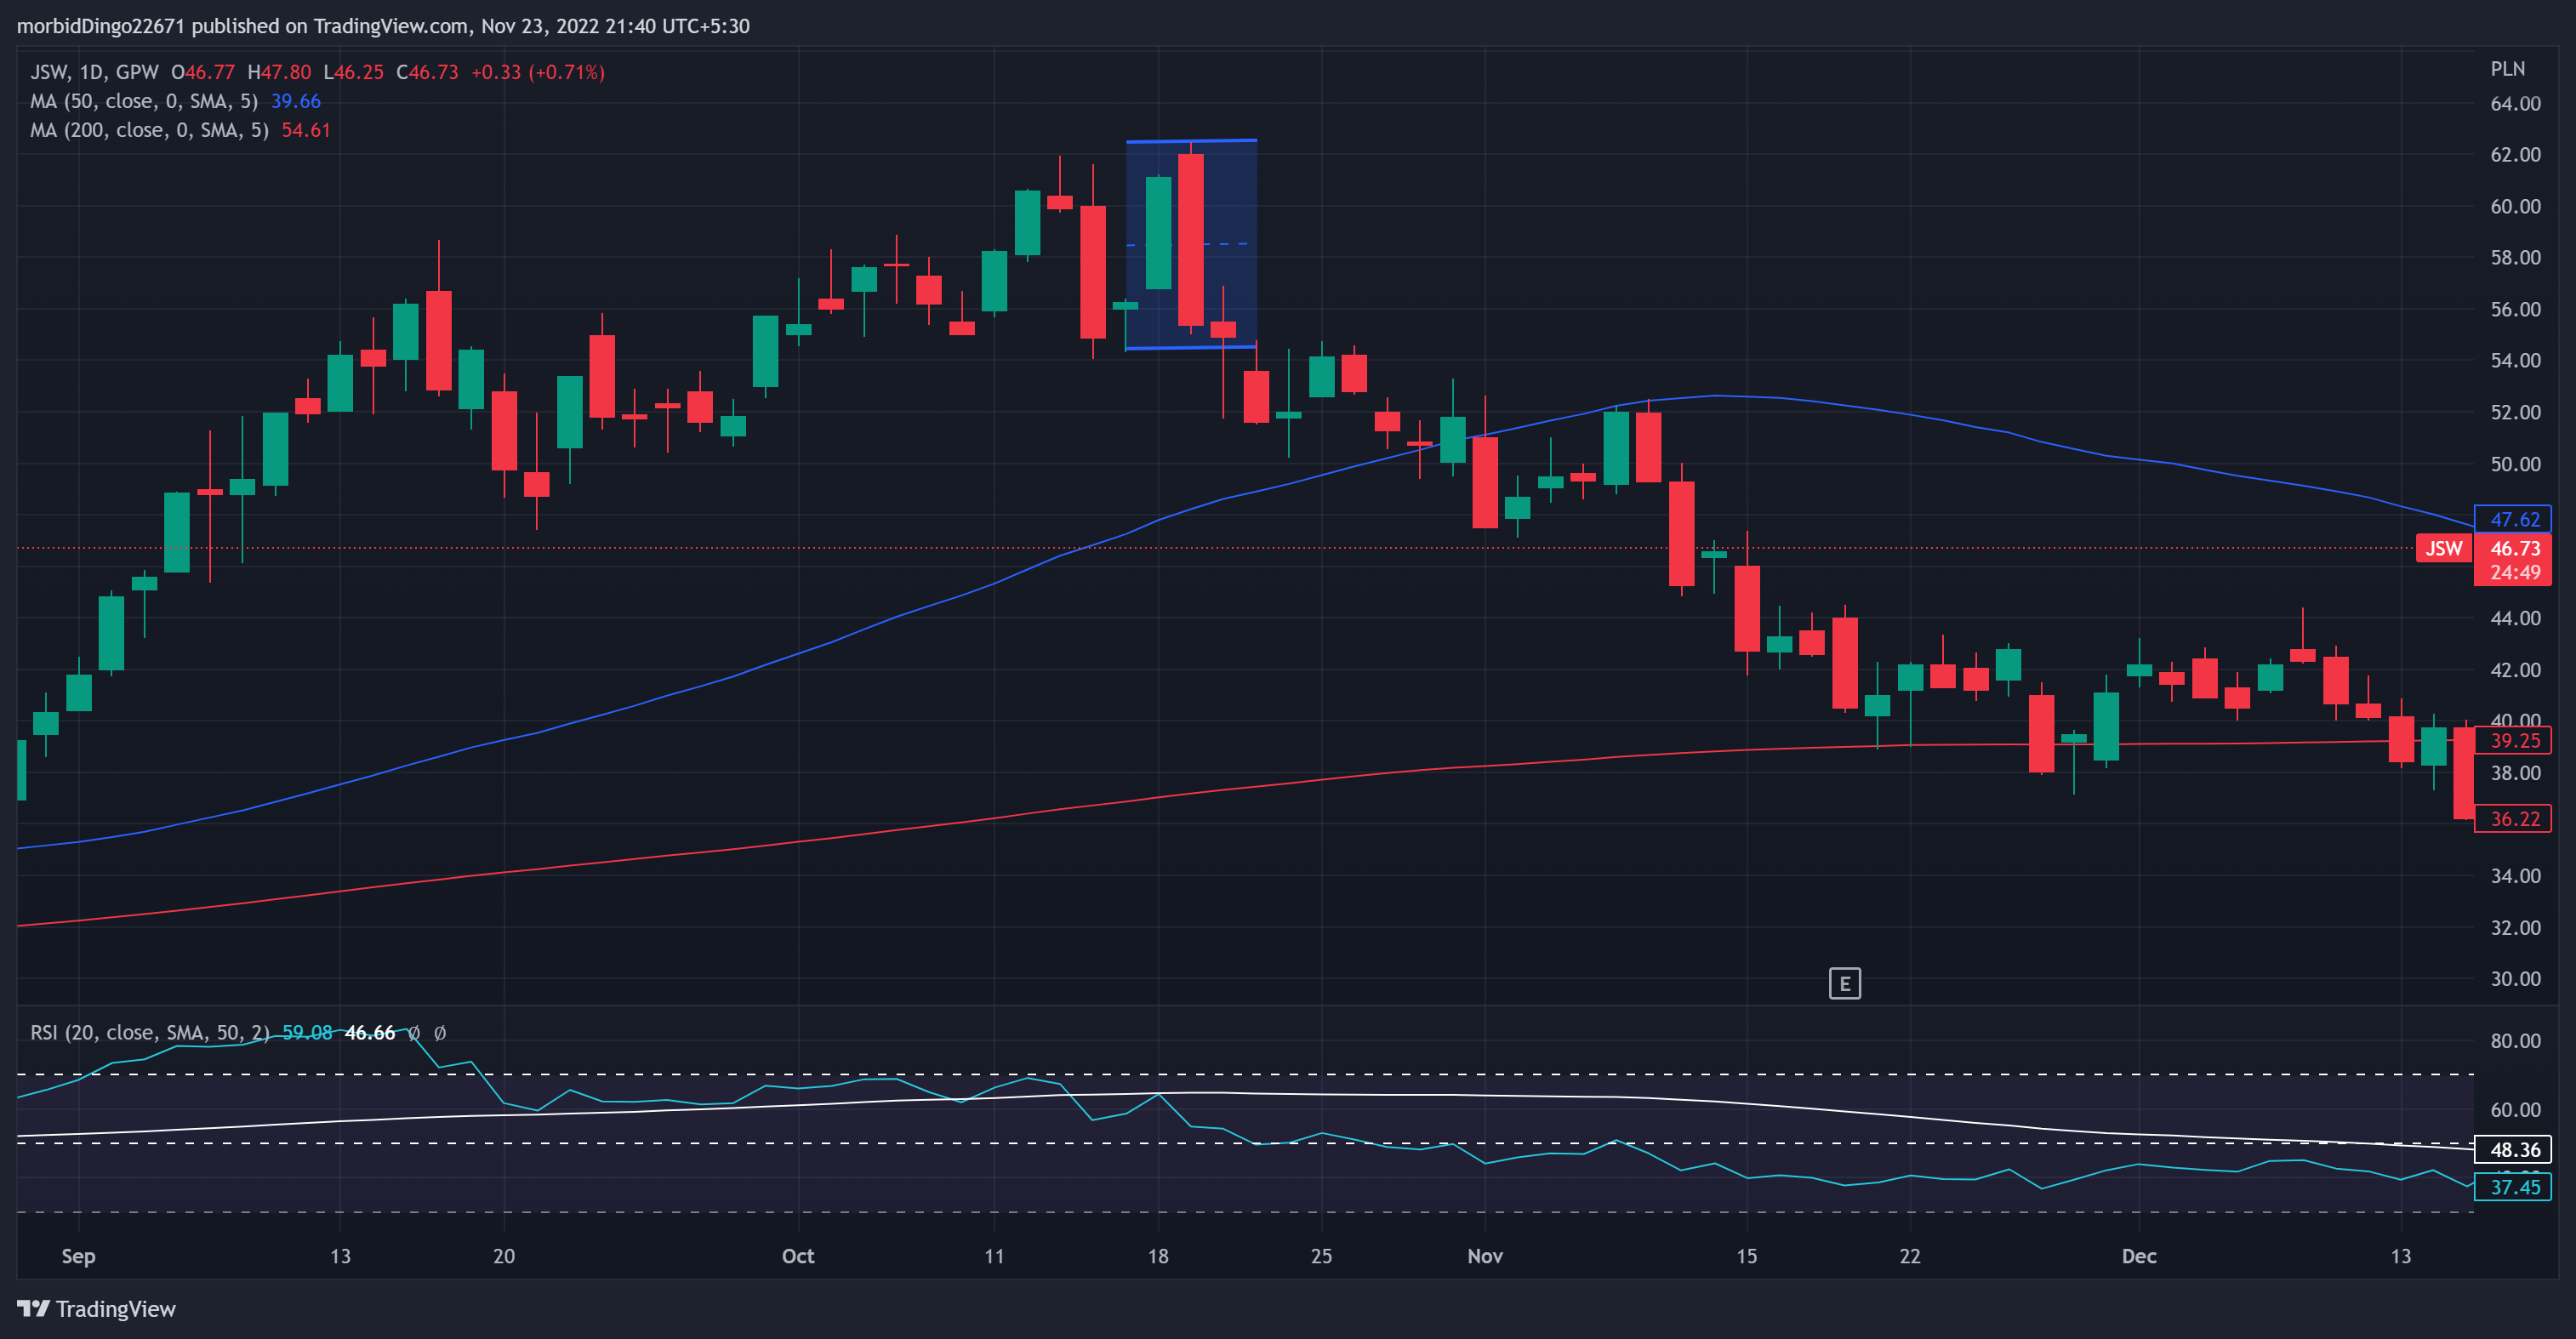 morbidDingo22671 published on TradingView.com, Nov 23, 2022 21:40 UTC+5:30
JSW, 1D, GPW O46.77 H47.80 L46.25 C46.73 +0.33 (+0.71%)
MA (50, close, 0, SMA, 5) 39.66
MA (200, close, 0, SMA, 5) 54.61
PLN
64.00
62.00
60.00
58.00
56.00
54.00
52.00
50.00
47.62
JSW 46.73
24:49
44.00
42.00
40.00
39.25
38.00
36.22
34.00
32.00
30.00
E
RSI (20, close, SMA, 50, 2) 59.08 46.66 Ø Ø
80.00
60.00
48.36
37.45
Sep 13 20 Oct 11 18 25 Nov 15 22 Dec 13
TradingView